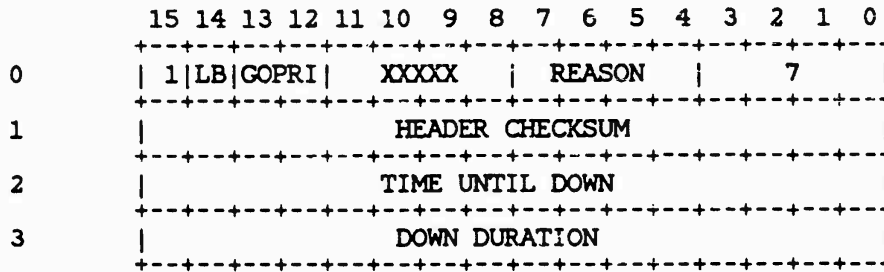 15 14 13 12 11 10 9 8 7 6 5 4 3 2 1 0
+--+--+--+--+--+--+--+--+--+--+--+--+--+--+--+--
0 | 1|LB|GOPRI| XXXXX | REASON | 7
+--+--+--+--+--+--+--+--+--+--+--+--+--+--+--+--
1 | HEADER CHECKSUM
+--+--+--+--+--+--+--+--+--+--+--+--+--+--+--+--
2 | TIME UNTIL DOWN
+--+--+--+--+--+--+--+--+--+--+--+--+--+--+--+--
3 | DOWN DURATION
+--+--+--+--+--+--+--+--+--+--+--+--+--+--+--+--